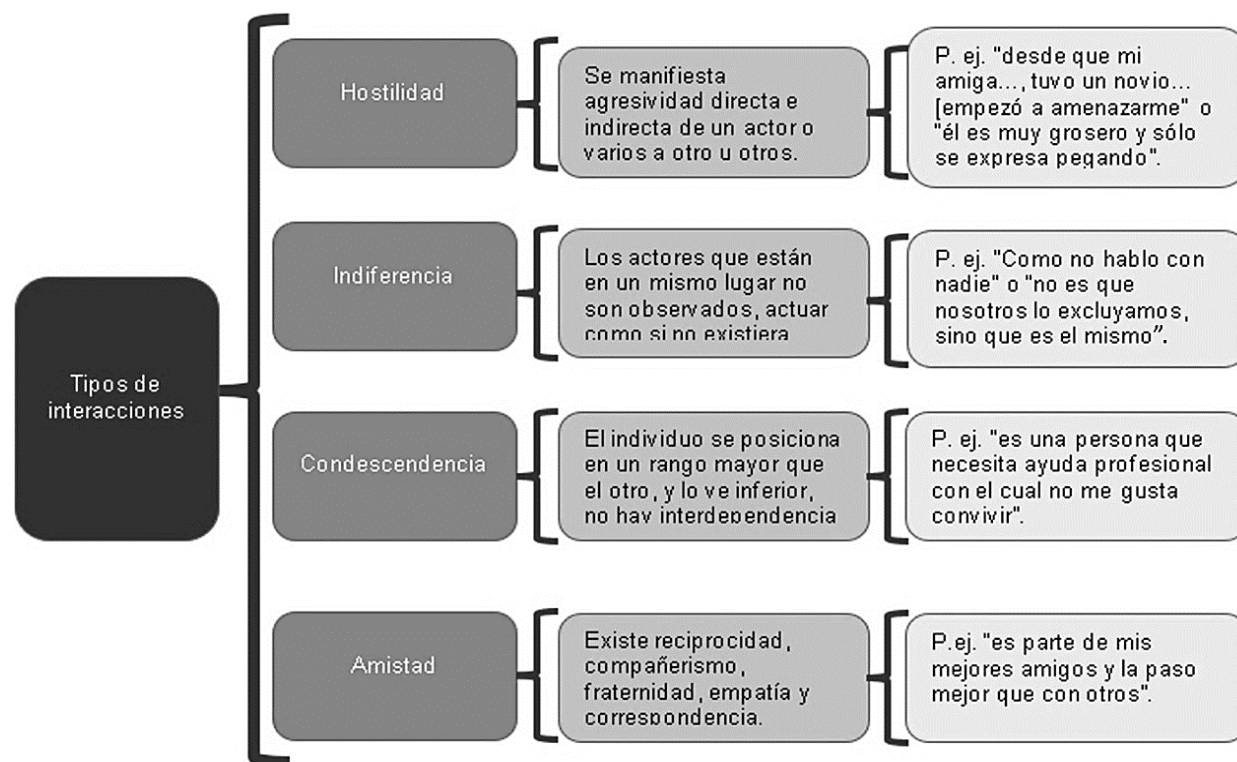 Tipos de
interacciones
Hostilidad
Se manifiesta
agresividad directa e
indirecta de un actor o
varios a otro u otros.
P. ej. "desde que mi
amiga..., tuvo un novio...
[empezó a amenazarme" o
"él es muy grosero y sólo
se expresa pegando".
Indiferencia
Los actores que están
en un mismo lugar no
son observados, actuar
como si no existiera
P. ej. "Como no hablo con
nadie" o "no es que
nosotros lo excluyamos,
sino que es el mismo”.
Condescendencia
El individuo se posiciona
en un rango mayor que
el otro, y lo ve inferior,
no hay interdependencia
P. ej. "es una persona que
necesita ayuda profesional
con el cual no me gusta
convivir".
Amistad
Existe reciprocidad,
compañerismo,
fraternidad, empatía y
correspondencia.
P.ej. "es parte de mis
mejores amigos y la paso
mejor que con otros".